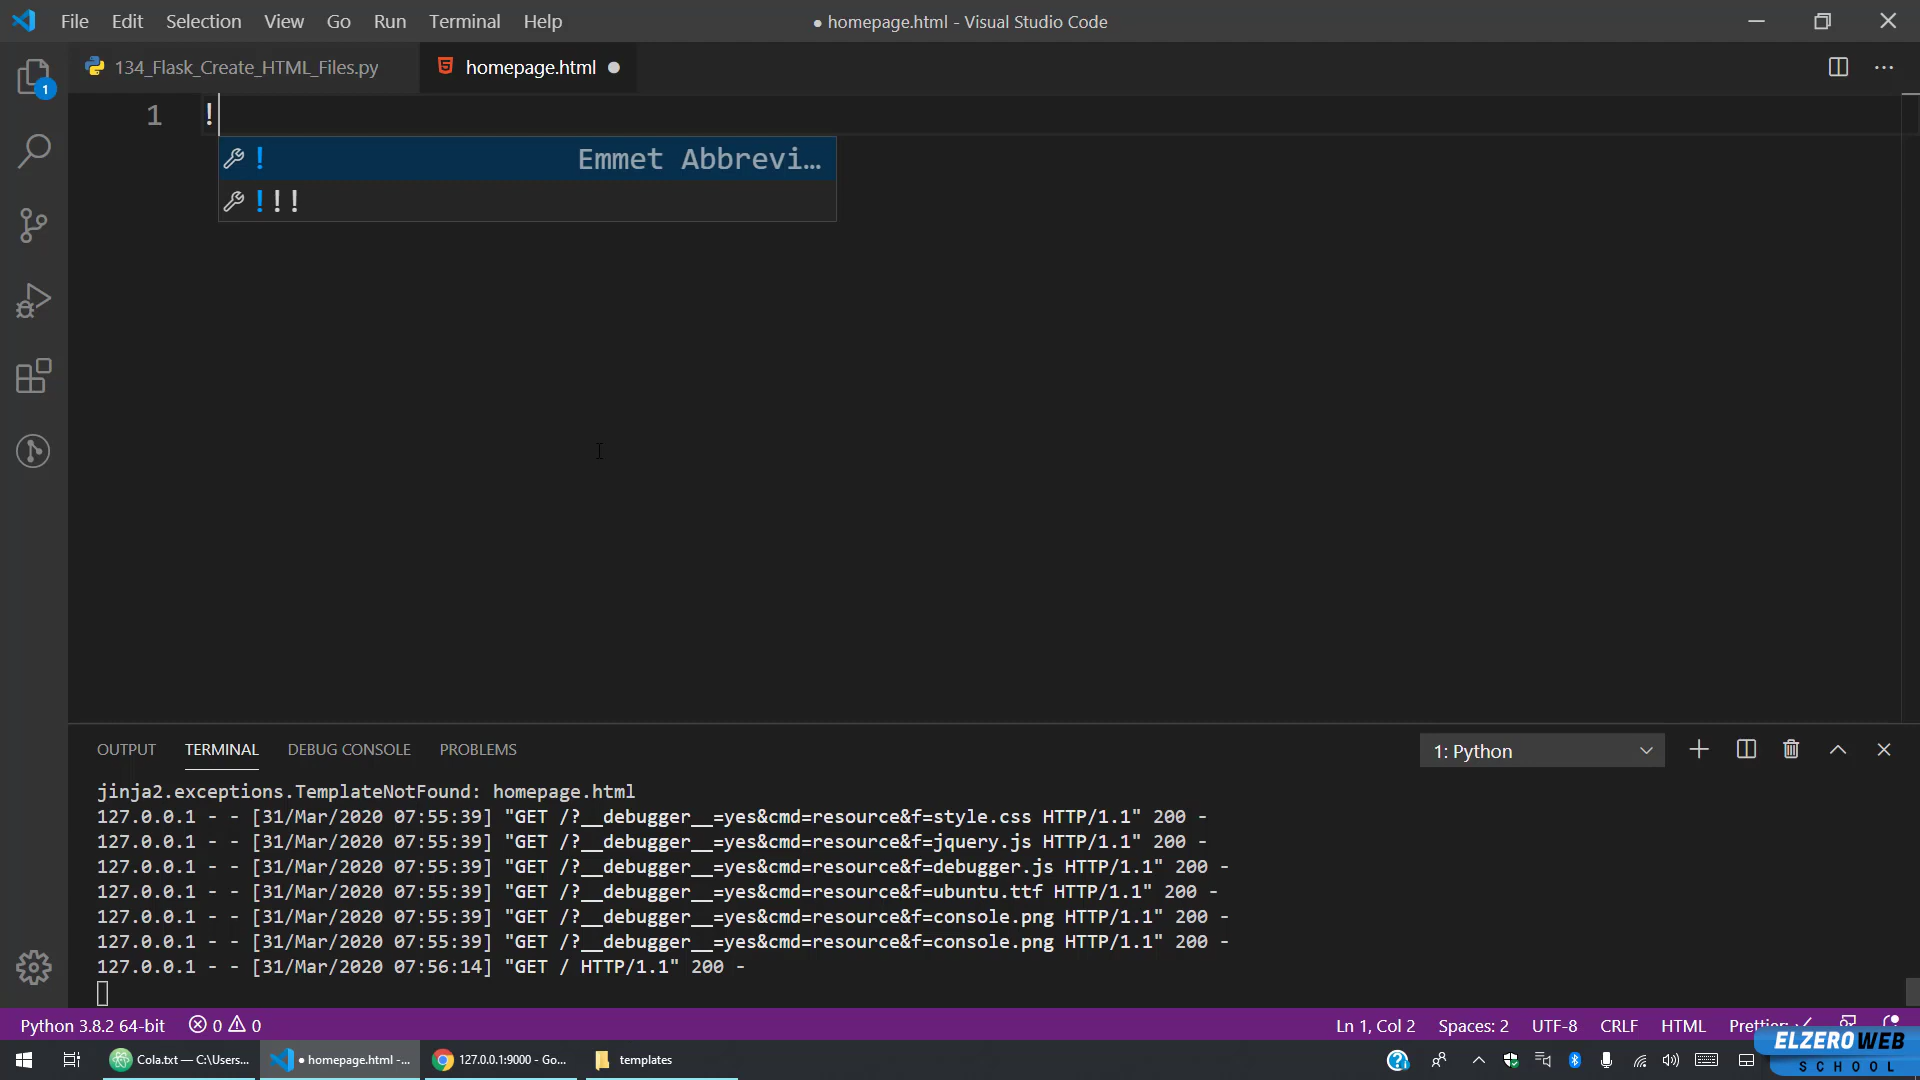 File Edit Selection View Go Run Terminal Help
● homepage.html - Visual Studio Code
134_Flask_Create_HTML_Files.py
homepage.html ●
1
1 !
! Emmet Abbrevi...
!!!
OUTPUT TERMINAL DEBUG CONSOLE PROBLEMS
1: Python
jinja2.exceptions.TemplateNotFound: homepage.html
127.0.0.1 - - [31/Mar/2020 07:55:39] "GET /?__debugger__=yes&cmd=resource&f=style.css HTTP/1.1" 200 -
127.0.0.1 - - [31/Mar/2020 07:55:39] "GET /?__debugger__=yes&cmd=resource&f=jquery.js HTTP/1.1" 200 -
127.0.0.1 - - [31/Mar/2020 07:55:39] "GET /?__debugger__=yes&cmd=resource&f=debugger.js HTTP/1.1" 200 -
127.0.0.1 - - [31/Mar/2020 07:55:39] "GET /?__debugger__=yes&cmd=resource&f=ubuntu.ttf HTTP/1.1" 200 -
127.0.0.1 - - [31/Mar/2020 07:55:39] "GET /?__debugger__=yes&cmd=resource&f=console.png HTTP/1.1" 200 -
127.0.0.1 - - [31/Mar/2020 07:55:39] "GET /?__debugger__=yes&cmd=resource&f=console.png HTTP/1.1" 200 -
127.0.0.1 - - [31/Mar/2020 07:56:14] "GET / HTTP/1.1" 200 -
Python 3.8.2 64-bit 0 0
Ln 1, Col 2 Spaces: 2 UTF-8 CRLF HTML
ELZEROWEB
SCHOOL
Cola.txt — C:\Users...
● homepage.html -...
127.0.0.1:9000 - Go...
templates